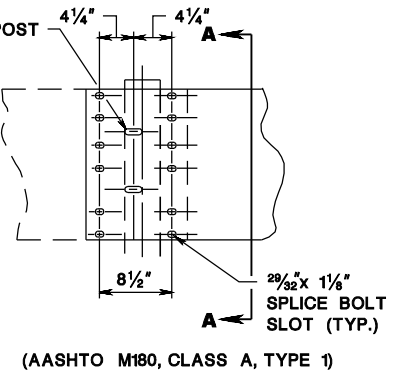 4¼" 4¼"
POST
A
8½"
29/32" x 1⅛"
SPLICE BOLT
SLOT (TYP.)
A
(AASHTO M180, CLASS A, TYPE 1)